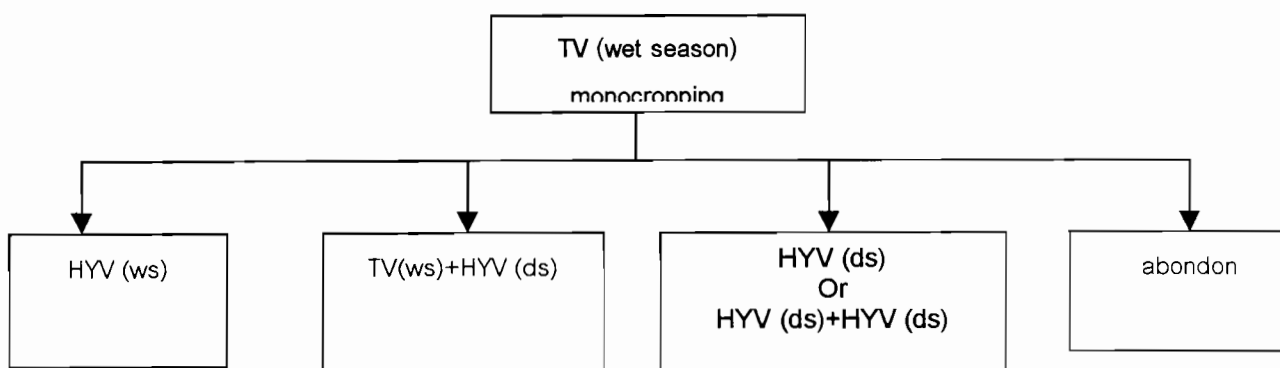 TV (wet season)
monocropping
HYV (ws)
TV(ws)+HYV (ds)
HYV (ds)
Or
HYV (ds)+HYV (ds)
abondon